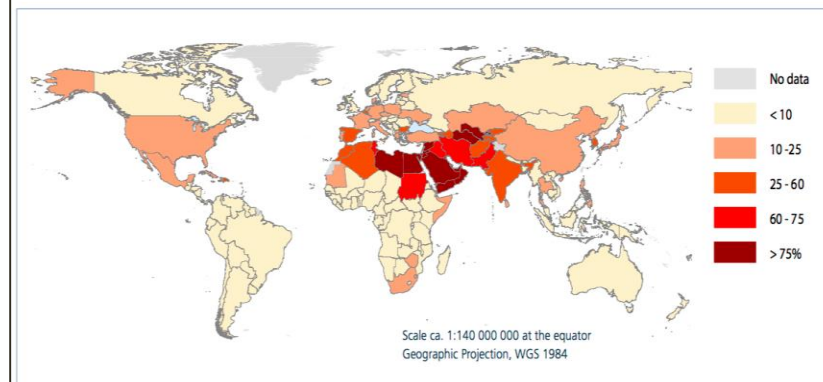 No data
< 10
10 -25
25 - 60
60 - 75
> 75%
Scale ca. 1:140 000 000 at the equator
Geographic Projection, WGS 1984